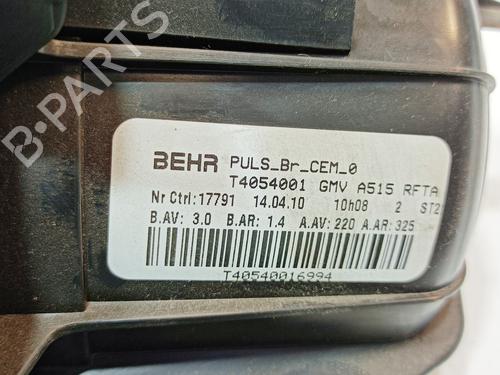 BEHR PULS_Br_CEM_0
T4054001 GMV A515 RFTA
Nr Ctrl:17791 14.04.10 10h08 2 ST2
B.AV: 3.0 B.AR: 1.4 A.AV: 220 A.AR: 325
T40540016994
B-PARTS